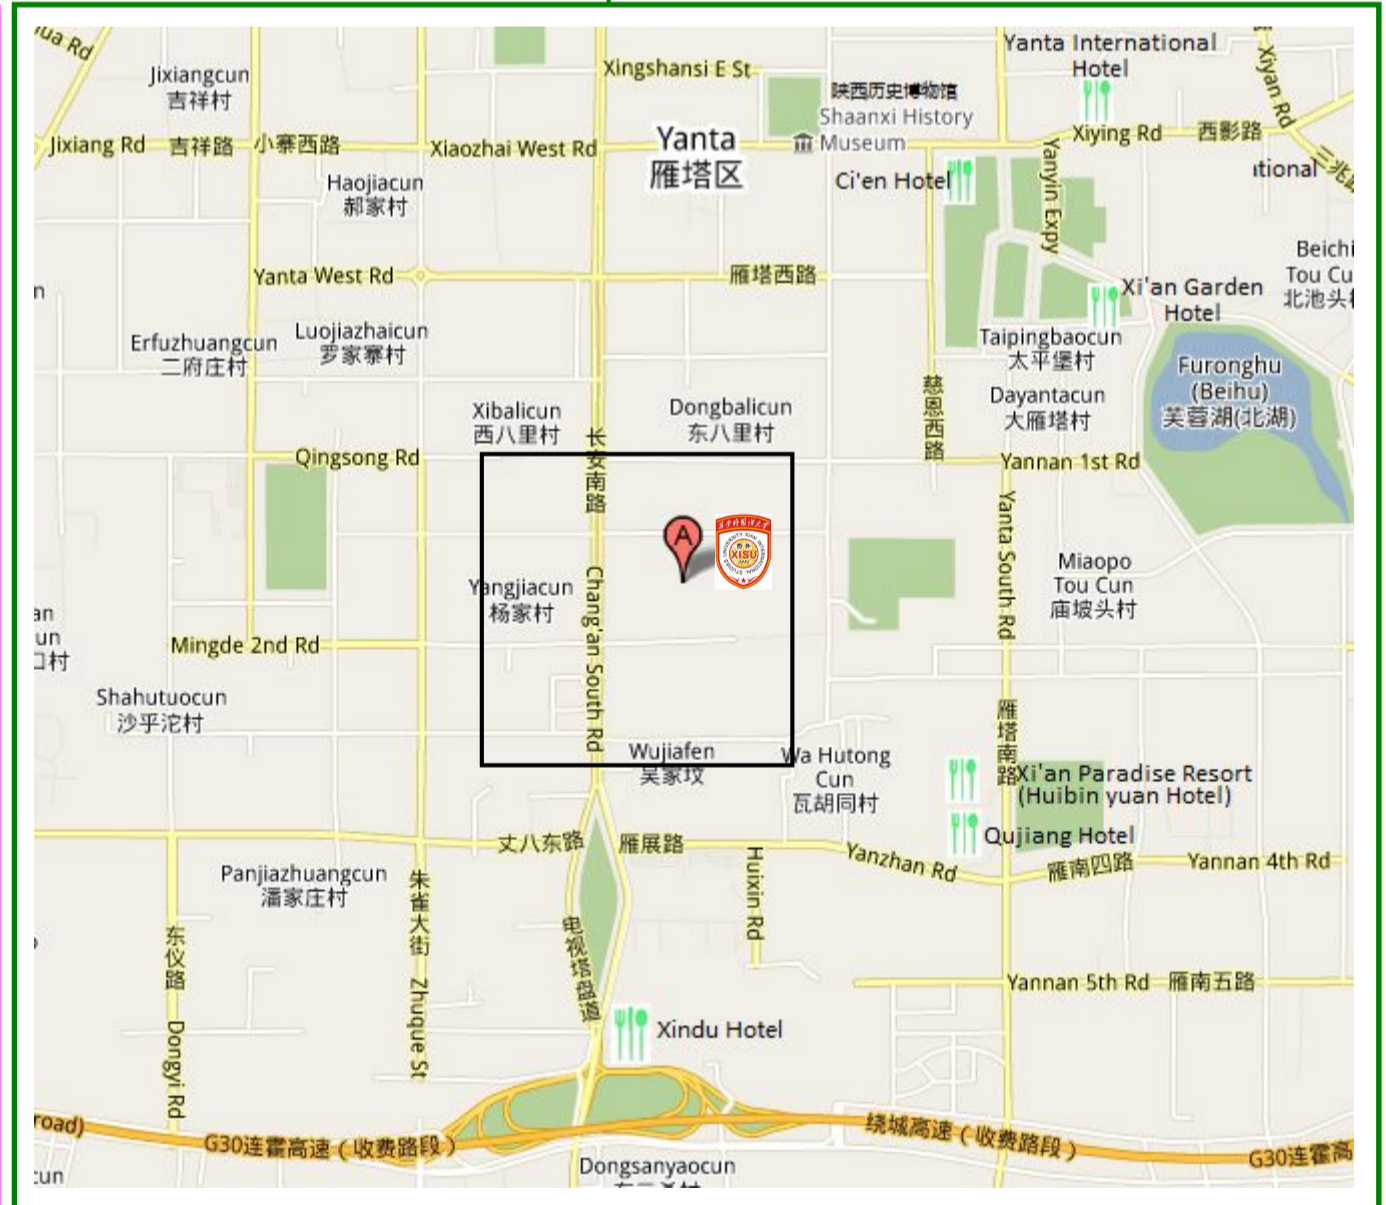 Yanta International
Hotel
Xingshansi E St
Xiyan Rd
Jixiangcun
吉祥村
陕西历史博物馆
Shaanxi History
Museum
Yanta
雁塔区
Xiying Rd
西影路
Jixiang Rd
吉祥路
小寨西路
Xiaozhai West Rd
Yanyin Expy
Haojiacun
郝家村
Ci'en Hotel
Yanta West Rd
雁塔西路
Beichi
Tou Cu
北池头
Xi'an Garden
Hotel
Erfuzhuangcun
二府庄村
Luojiazhaicun
罗家寨村
Taipingbaocun
太平堡村
Furonghu
(Beihu)
芙蓉湖(北湖)
Xibalicun
西八里村
Dongbalicun
东八里村
慈恩西路
Dayantacun
大雁塔村
Qingsong Rd
长安南路
Yannan 1st Rd
A
XISU
Yanta South Rd
Miaopo
Tou Cun
庙坡头村
Yangjiacun
杨家村
Chang'an South Rd
Mingde 2nd Rd
Shahutuocun
沙乎沱村
雁塔南路
Wujiafen
吴家坟
Wa Hutong
Cun
瓦胡同村
Xi'an Paradise Resort
(Huibin yuan Hotel)
Qujiang Hotel
丈八东路
雁展路
Yanzhan Rd
雁南四路
Yannan 4th Rd
Panjiazhuangcun
潘家庄村
朱雀大街
Zhuque St
Huixin Rd
东仪路
Dongyi Rd
电视塔
Yannan 5th Rd
雁南五路
Xindu Hotel
road)
G30连霍高速（收费路段）
绕城高速（收费路段）
G30连霍高
Dongsanyaocun